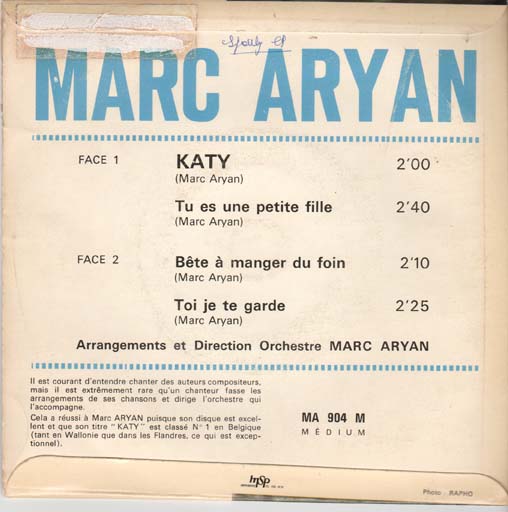 MARC ARYAN
FACE 1 KATY 2'00
(Marc Aryan)
Tu es une petite fille 2'40
(Marc Aryan)
FACE 2 Bête à manger du foin 2'10
(Marc Aryan)
Toi je te garde 2'25
(Marc Aryan)
Arrangements et Direction Orchestre MARC ARYAN
Il est courant d'entendre chanter des auteurs compositeurs,
mais il est extrêmement rare qu'un chanteur fasse les
arrangements de ses chansons et dirige l'orchestre qui
l'accompagne.
Cela a réussi à Marc ARYAN puisque son disque est excel-
lent et que son titre "KATY" est classé N° 1 en Belgique
(tant en Wallonie que dans les Flandres, ce qui est excep-
tionnel).
MA 904 M
MÉDIUM
Photo : RAPHO